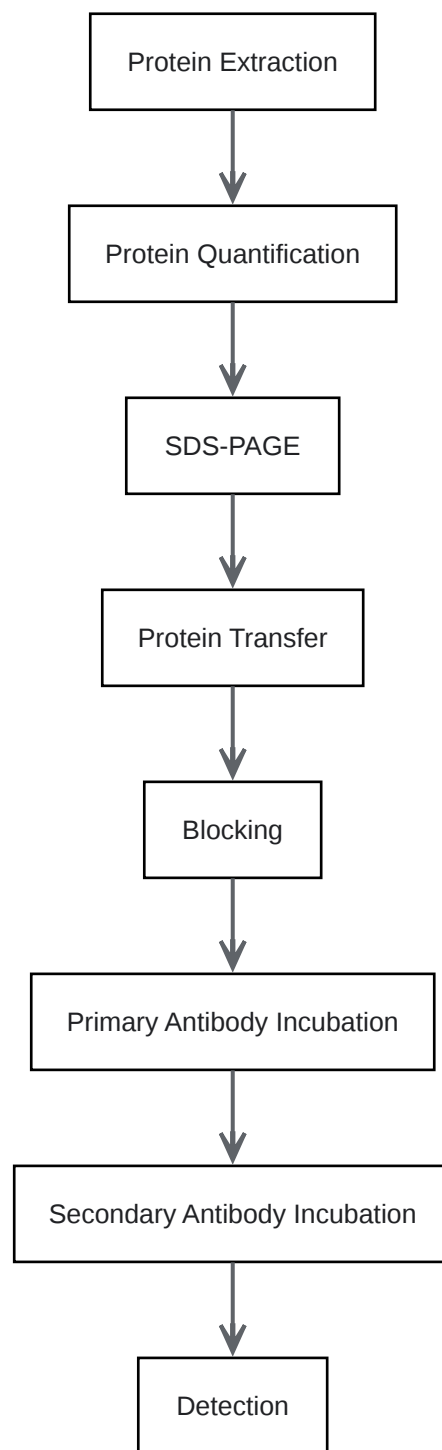 Protein Extraction
Protein Quantification
SDS-PAGE
Protein Transfer
Blocking
Primary Antibody Incubation
Secondary Antibody Incubation
Detection